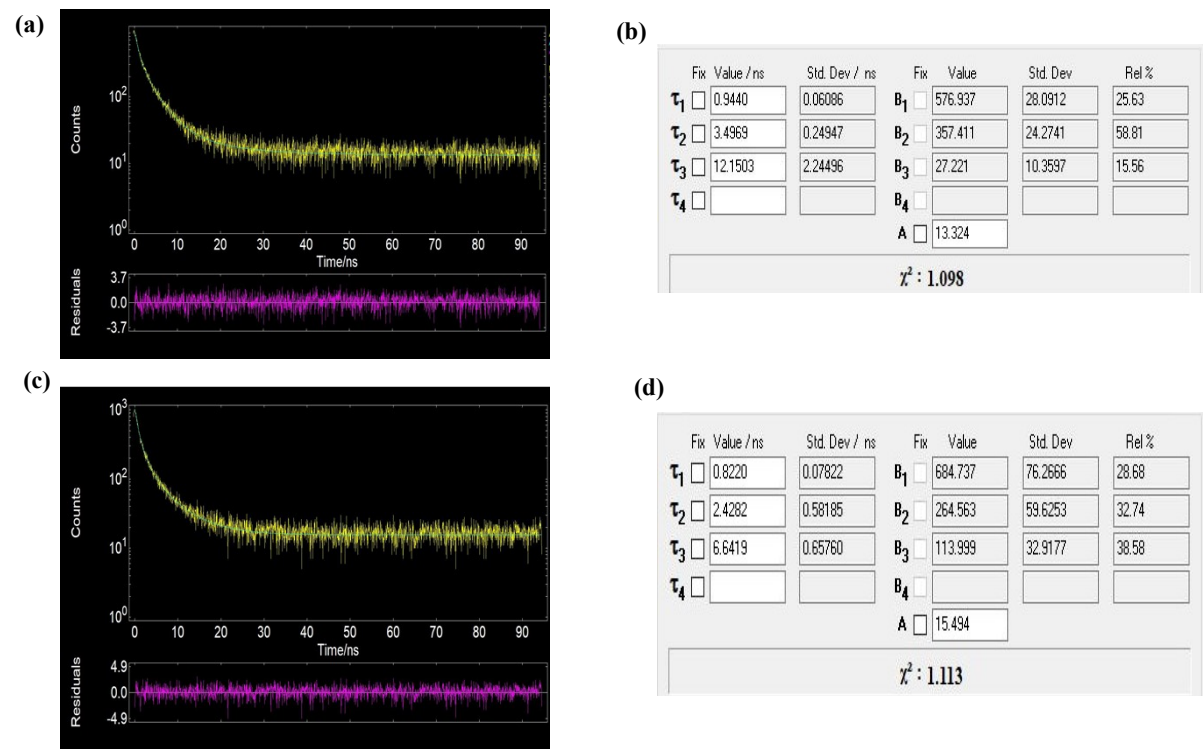 (a)
Counts
10²
10¹
10⁰
0 10 20 30 40 50 60 70 80 90
Time/ns
Residuals
3.7
0.0
-3.7
(b)
Fix Value / ns Std. Dev / ns Fix Value Std. Dev Rel %
τ1 0.9440 0.06086 B1 576.937 28.0912 25.63
τ2 3.4969 0.24947 B2 357.411 24.2741 58.81
τ3 12.1503 2.24496 B3 27.221 10.3597 15.56
τ4 B4
A 13.324
χ² : 1.098
(c)
Counts
10³
10²
10¹
10⁰
0 10 20 30 40 50 60 70 80 90
Time/ns
Residuals
4.9
0.0
-4.9
(d)
Fix Value / ns Std. Dev / ns Fix Value Std. Dev Rel %
τ1 0.8220 0.07822 B1 684.737 76.2666 28.68
τ2 2.4282 0.58185 B2 264.563 59.6253 32.74
τ3 6.6419 0.65760 B3 113.999 32.9177 38.58
τ4 B4
A 15.494
χ² : 1.113